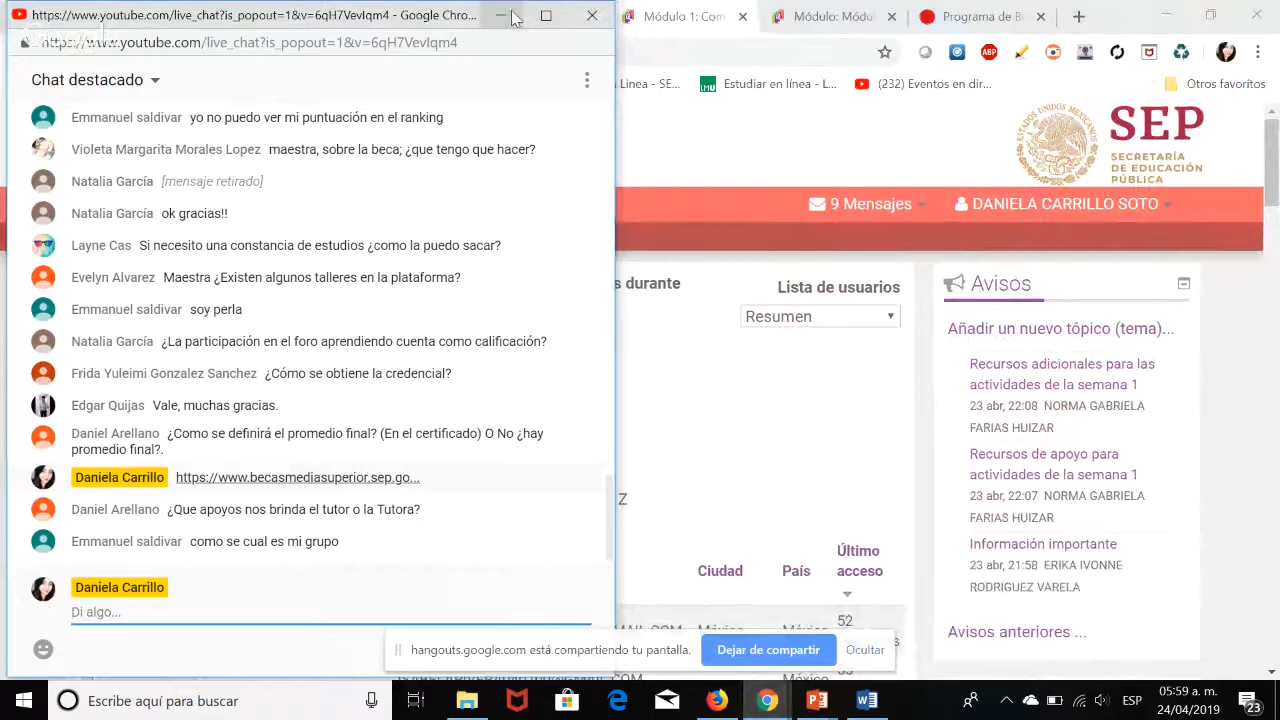 https://www.youtube.com/live_chat?is_popout=1&v=6qH7Vevlqm4 - Google Chro...
Módulo 1: Com
Módulo: Módu
Programa de B
https://www.youtube.com/live_chat?is_popout=1&v=6qH7Vevlqm4
ABP
Chat destacado
Linea - SE...
LMU
Estudiar en línea - L...
(232) Eventos en dir...
Otros favoritos
Emmanuel saldivar yo no puedo ver mi puntuación en el ranking
Violeta Margarita Morales Lopez maestra, sobre la beca; ¿que tengo que hacer?
Natalia García [mensaje retirado]
Natalia García ok gracias!!
Layne Cas Si necesito una constancia de estudios ¿como la puedo sacar?
Evelyn Alvarez Maestra ¿Existen algunos talleres en la plataforma?
Emmanuel saldivar soy perla
Natalia García ¿La participación en el foro aprendiendo cuenta como calificación?
Frida Yuleimi Gonzalez Sanchez ¿Cómo se obtiene la credencial?
Edgar Quijas Vale, muchas gracias.
Daniel Arellano ¿Como se definirá el promedio final? (En el certificado) O No ¿hay
promedio final?.
Daniela Carrillo https://www.becasmediasuperior.sep.go...
Daniel Arellano ¿Que apoyos nos brinda el tutor o la Tutora?
Emmanuel saldivar como se cual es mi grupo
Daniela Carrillo
Di algo...
ESTADOS UNIDOS MEXICANOS
SEP
SECRETARÍA
DE EDUCACIÓN
PÚBLICA
9 Mensajes
DANIELA CARRILLO SOTO
s durante
Lista de usuarios
Resumen
Z
Ciudad
País
Último
acceso
52
Avisos
Añadir un nuevo tópico (tema)...
Recursos adicionales para las
actividades de la semana 1
23 abr, 22:08 NORMA GABRIELA
FARIAS HUIZAR
Recursos de apoyo para
actividades de la semana 1
23 abr, 22:07 NORMA GABRIELA
FARIAS HUIZAR
Información importante
23 abr, 21:58 ERIKA IVONNE
RODRIGUEZ VARELA
Avisos anteriores ...
hangouts.google.com está compartiendo tu pantalla.
Dejar de compartir
Ocultar
Escribe aquí para buscar
ESP
05:59 a. m.
24/04/2019
23